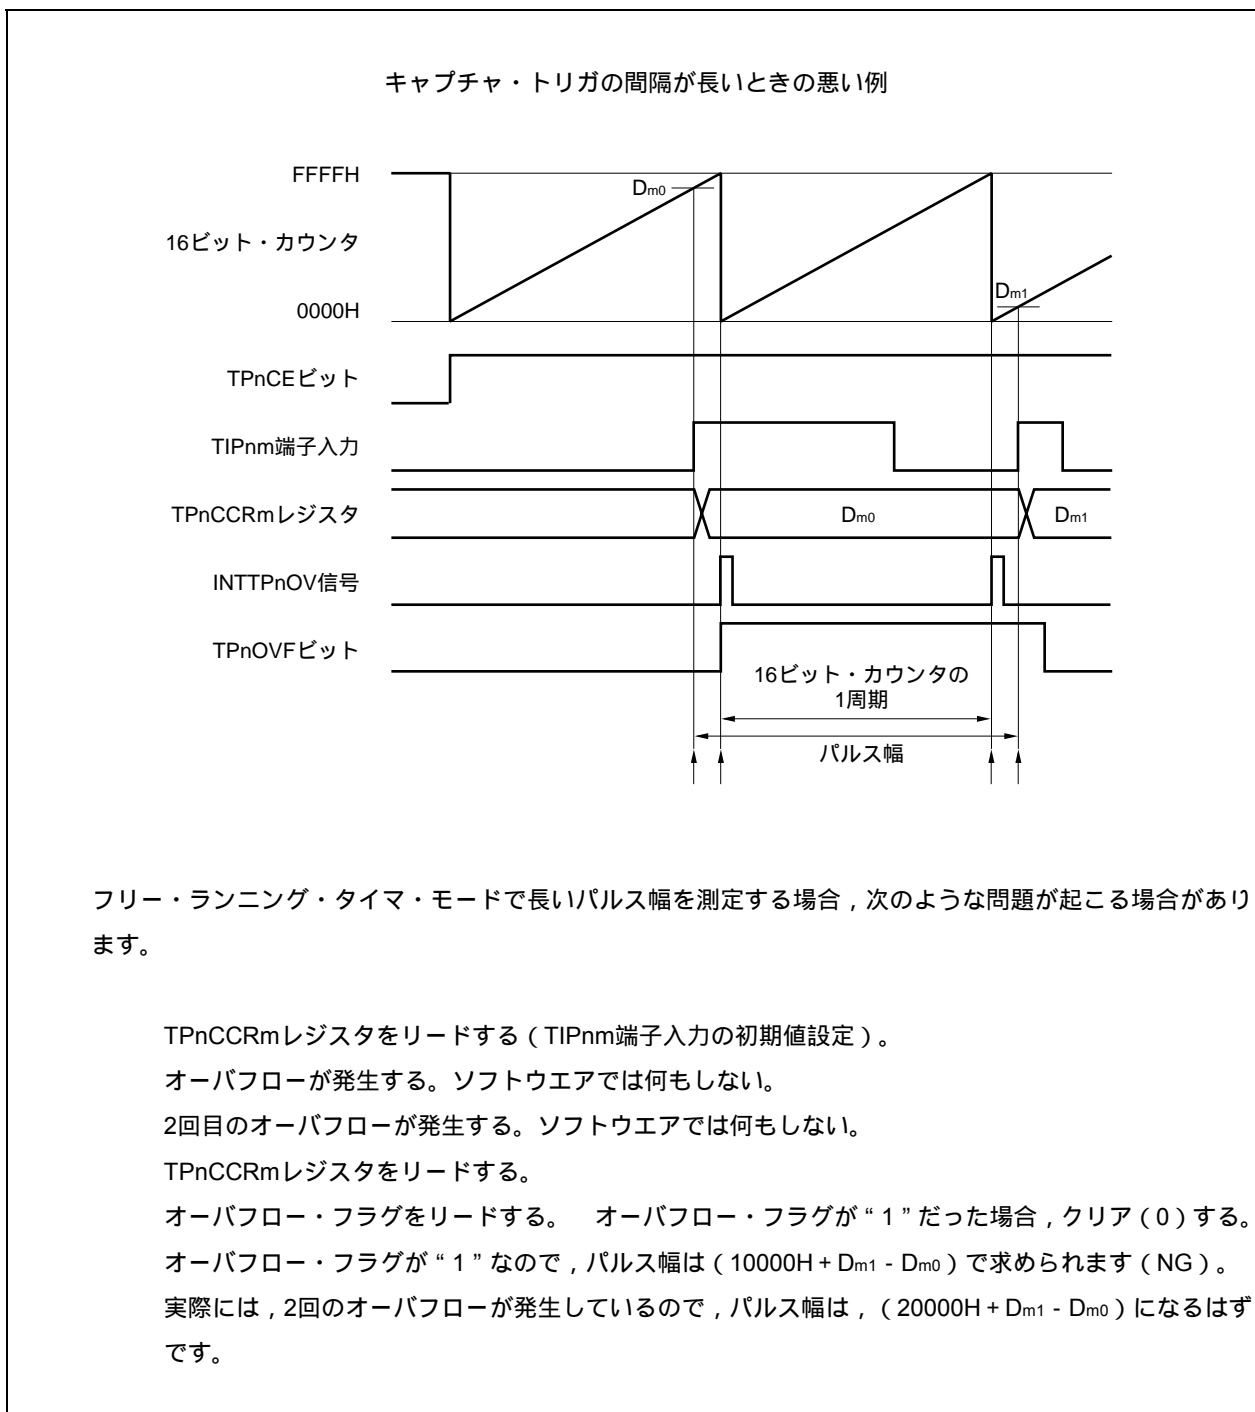 キャプチャ・トリガの間隔が長いときの悪い例
FFFFH
Dm0
16ビット・カウンタ
Dm1
0000H
TPnCEビット
TIPnm端子入力
TPnCCRmレジスタ
Dm0
Dm1
INTTPnOV信号
TPnOVFビット
16ビット・カウンタの
1周期
パルス幅
フリー・ランニング・タイマ・モードで長いパルス幅を測定する場合，次のような問題が起こる場合があり
ます。
TPnCCRmレジスタをリードする（TIPnm端子入力の初期値設定）。
オーバフローが発生する。ソフトウエアでは何もしない。
2回目のオーバフローが発生する。ソフトウエアでは何もしない。
TPnCCRmレジスタをリードする。
オーバフロー・フラグをリードする。　オーバフロー・フラグが“1”だった場合，クリア（0）する。
オーバフロー・フラグが“1”なので，パルス幅は（10000H + Dm1 - Dm0）で求められます（NG）。
実際には，2回のオーバフローが発生しているので，パルス幅は，（20000H + Dm1 - Dm0）になるはず
です。